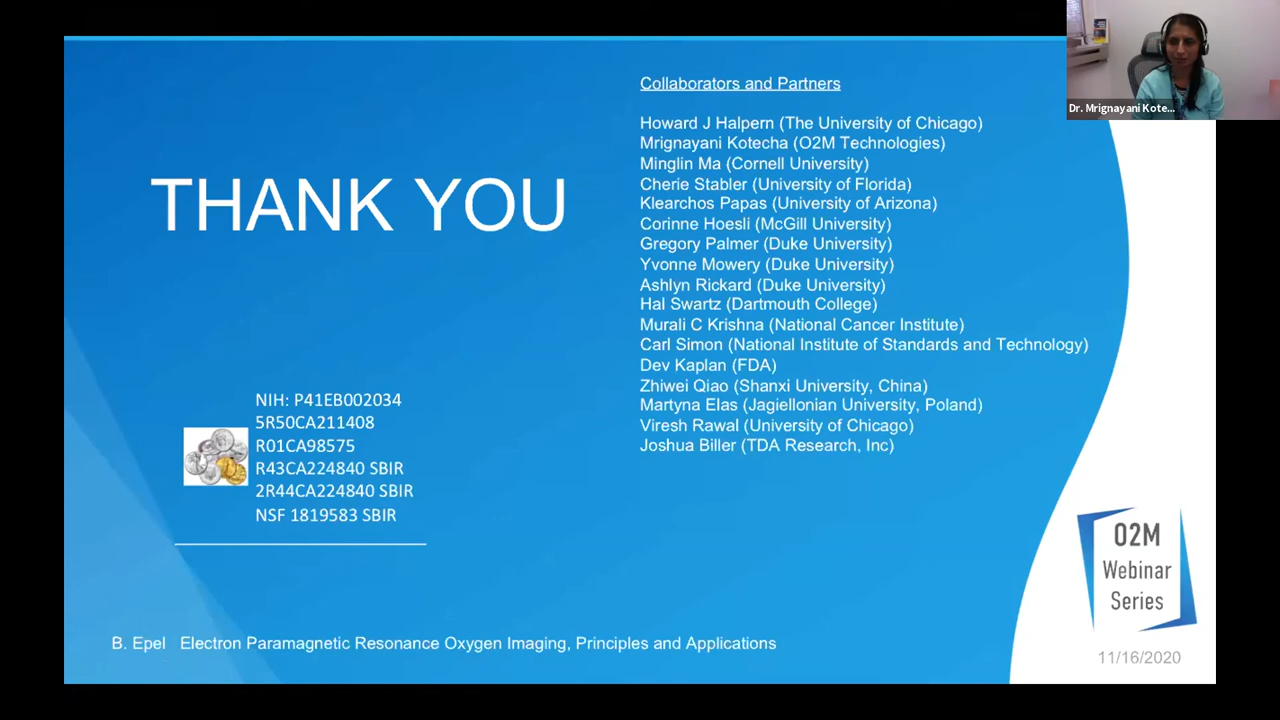 Dr. Mrignayani Kote...
Collaborators and Partners
Howard J Halpern (The University of Chicago)
Mrignayani Kotecha (O2M Technologies)
Minglin Ma (Cornell University)
Cherie Stabler (University of Florida)
Klearchos Papas (University of Arizona)
Corinne Hoesli (McGill University)
Gregory Palmer (Duke University)
Yvonne Mowery (Duke University)
Ashlyn Rickard (Duke University)
Hal Swartz (Dartmouth College)
Murali C Krishna (National Cancer Institute)
Carl Simon (National Institute of Standards and Technology)
Dev Kaplan (FDA)
Zhiwei Qiao (Shanxi University, China)
Martyna Elas (Jagiellonian University, Poland)
Viresh Rawal (University of Chicago)
Joshua Biller (TDA Research, Inc)
THANK YOU
NIH: P41EB002034
5R50CA211408
R01CA98575
R43CA224840 SBIR
2R44CA224840 SBIR
NSF 1819583 SBIR
O2M
Webinar
Series
B. Epel Electron Paramagnetic Resonance Oxygen Imaging, Principles and Applications
11/16/2020